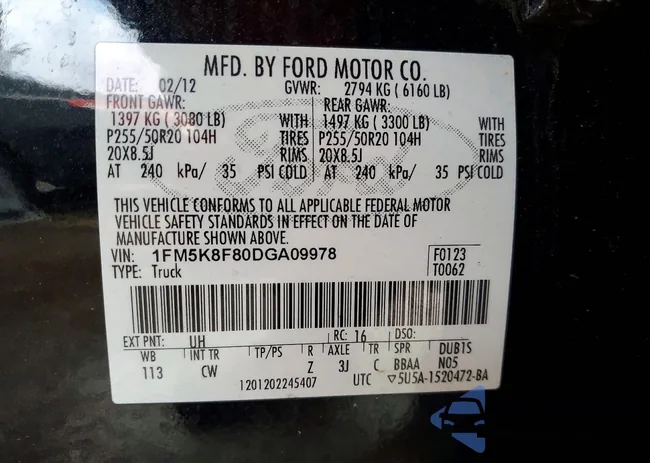 MFD. BY FORD MOTOR CO.
DATE: 02/12 GVWR: 2794 KG ( 6160 LB)
FRONT GAWR: REAR GAWR:
1397 KG ( 3080 LB) WITH 1497 KG ( 3300 LB) WITH
P255/50R20 104H TIRES P255/50R20 104H TIRES
20X8.5J RIMS 20X8.5J RIMS
AT 240 kPa/ 35 PSI COLD AT 240 kPa/ 35 PSI COLD
Ford
THIS VEHICLE CONFORMS TO ALL APPLICABLE FEDERAL MOTOR
VEHICLE SAFETY STANDARDS IN EFFECT ON THE DATE OF
MANUFACTURE SHOWN ABOVE.
VIN: 1FM5K8F80DGA09978 F0123
TYPE: Truck T0062
EXT PNT: UH RC: 16 DSO:
WB INT TR TP/PS R AXLE TR SPR DUB1S
113 CW Z 3J C BBAA N05
1201202245407 UTC ▽5U5A-1520472-BA